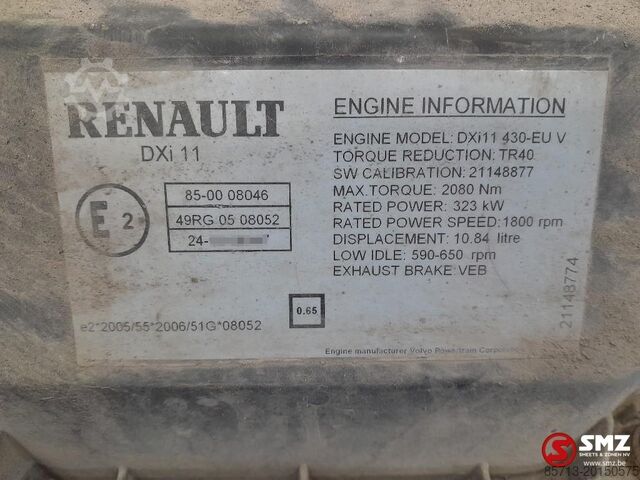 RENAULT
DXi 11
E 2
85-00 08046
49RG 05 08052
24-
e2*2005/55*2006/51G*08052
0.65
ENGINE INFORMATION
ENGINE MODEL: DXi11 430-EU V
TORQUE REDUCTION: TR40
SW CALIBRATION: 21148877
MAX.TORQUE: 2080 Nm
RATED POWER: 323 kW
RATED POWER SPEED: 1800 rpm
DISPLACEMENT: 10.84 litre
LOW IDLE: 590-650 rpm
EXHAUST BRAKE: VEB
Engine manufacturer Volvo Powertrain
21148774
SMZ
SMETS & ZONEN NV
www.smz.be
85713-20150575